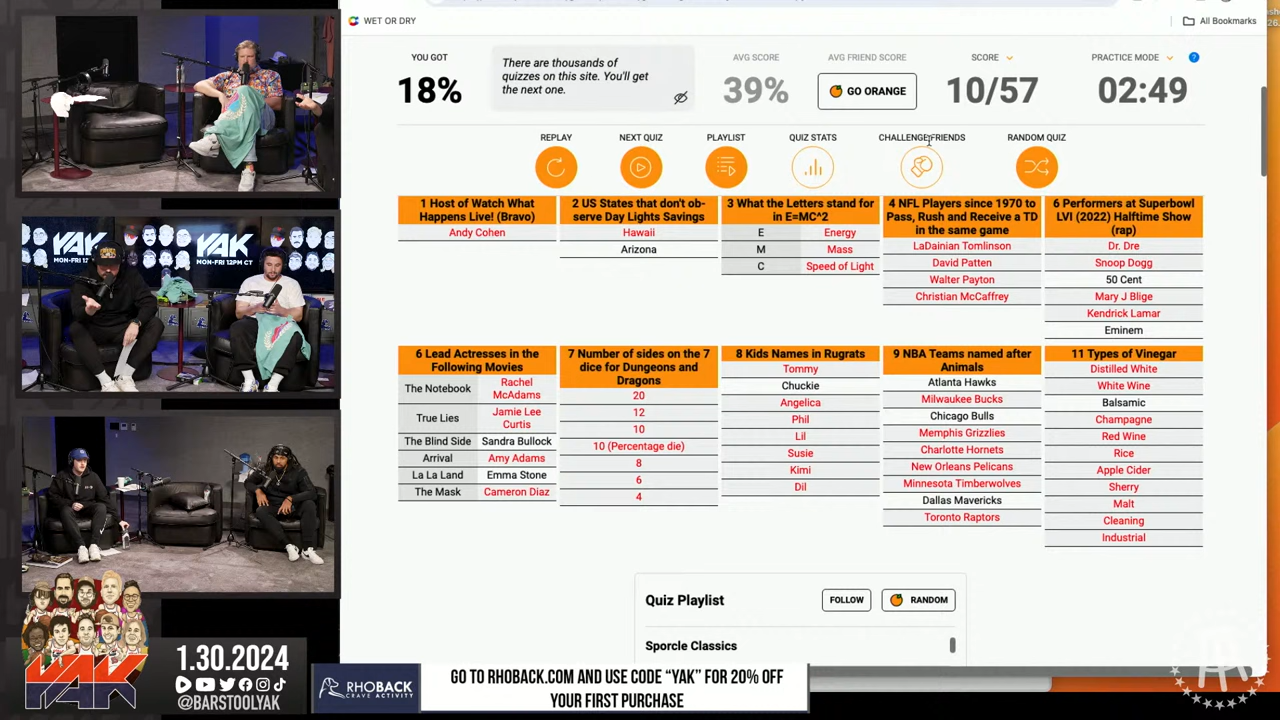 WET OR DRY
All Bookmarks
YOU GOT
18%
There are thousands of
quizzes on this site. You'll get
the next one.
AVG SCORE
39%
AVG FRIEND SCORE
GO ORANGE
SCORE
10/57
PRACTICE MODE
?
02:49
REPLAY
NEXT QUIZ
PLAYLIST
QUIZ STATS
CHALLENGE FRIENDS
RANDOM QUIZ
1 Host of Watch What
Happens Live! (Bravo)
Andy Cohen
2 US States that don't ob-
serve Day Lights Savings
Hawaii
Arizona
3 What the Letters stand for
in E=MC^2
E Energy
M Mass
C Speed of Light
4 NFL Players since 1970 to
Pass, Rush and Receive a TD
in the same game
LaDainian Tomlinson
David Patten
Walter Payton
Christian McCaffrey
6 Performers at Superbowl
LVI (2022) Halftime Show
(rap)
Dr. Dre
Snoop Dogg
50 Cent
Mary J Blige
Kendrick Lamar
Eminem
6 Lead Actresses in the
Following Movies
The Notebook Rachel
McAdams
True Lies Jamie Lee
Curtis
The Blind Side Sandra Bullock
Arrival Amy Adams
La La Land Emma Stone
The Mask Cameron Diaz
7 Number of sides on the 7
dice for Dungeons and
Dragons
20
12
10
10 (Percentage die)
8
6
4
8 Kids Names in Rugrats
Tommy
Chuckie
Angelica
Phil
Lil
Susie
Kimi
Dil
9 NBA Teams named after
Animals
Atlanta Hawks
Milwaukee Bucks
Chicago Bulls
Memphis Grizzlies
Charlotte Hornets
New Orleans Pelicans
Minnesota Timberwolves
Dallas Mavericks
Toronto Raptors
11 Types of Vinegar
Distilled White
White Wine
Balsamic
Champagne
Red Wine
Rice
Apple Cider
Sherry
Malt
Cleaning
Industrial
Quiz Playlist
FOLLOW
RANDOM
Sporcle Classics
YAK
MON-FRI 12PM CT
YAK
MON-FRI 12P
YAK
1.30.2024
@BARSTOOLYAK
RHOBACK
CRAVE ACTIVITY
GO TO RHOBACK.COM AND USE CODE “YAK” FOR 20% OFF
YOUR FIRST PURCHASE